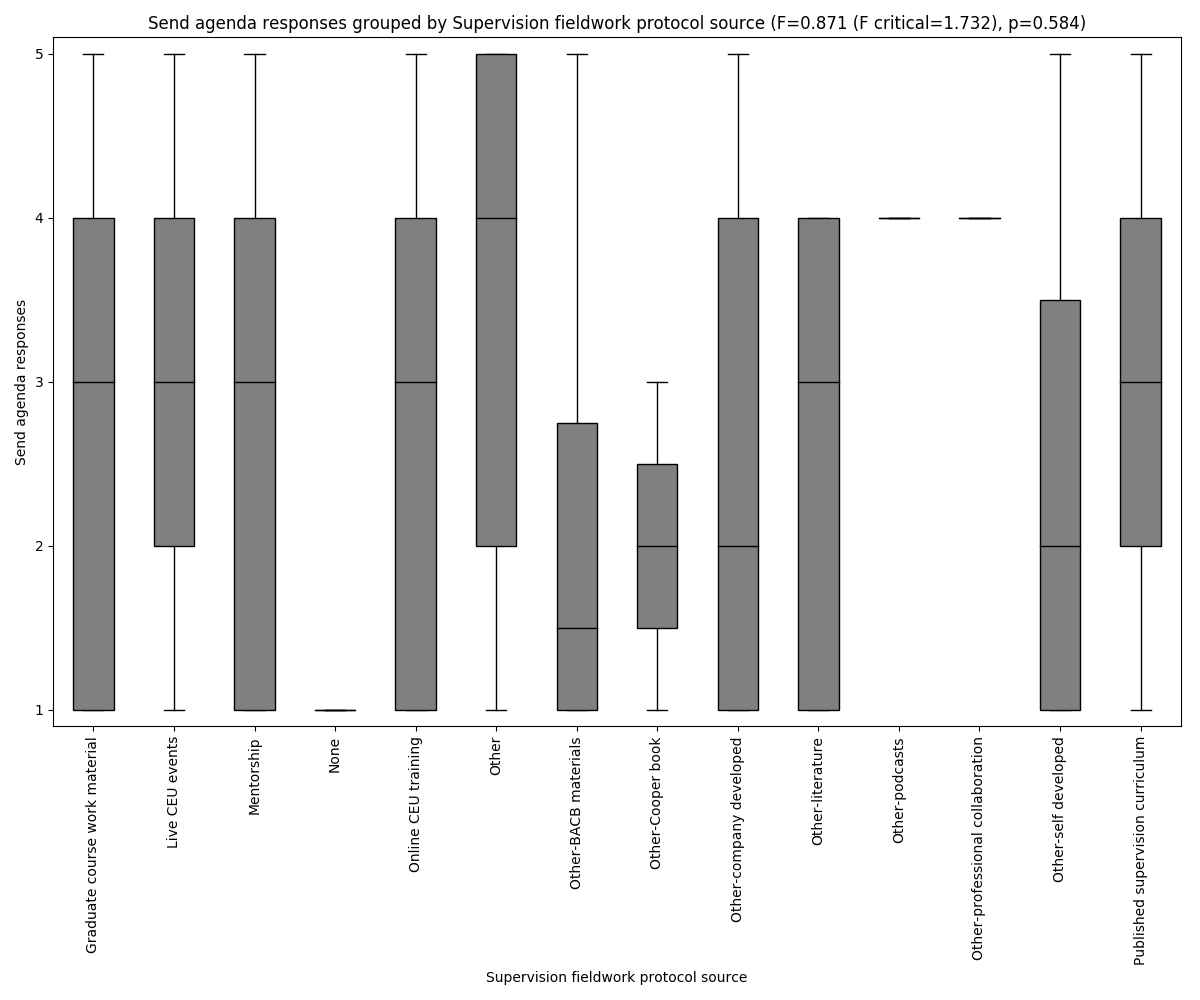 Send agenda responses grouped by Supervision fieldwork protocol source (F=0.871 (F critical=1.732), p=0.584)
Send agenda responses
5
4
3
2
1
Graduate course work material
Live CEU events
Mentorship
None
Online CEU training
Other
Other-BACB materials
Other-Cooper book
Other-company developed
Other-literature
Other-podcasts
Other-professional collaboration
Other-self developed
Published supervision curriculum
Supervision fieldwork protocol source